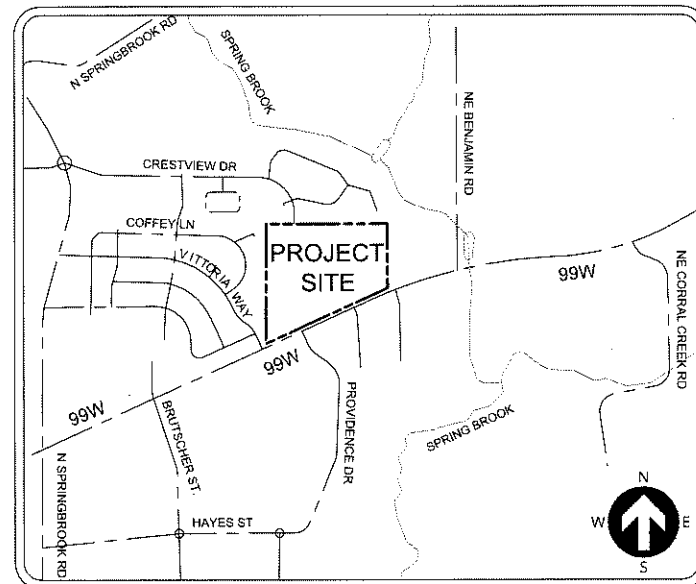 N SPRINGBROOK RD
SPRING BROOK
NE BENJAMIN RD
CRESTVIEW DR
COFFEY LN
VITTORIA WAY
PROJECT
SITE
99W
NE CORRAL CREEK RD
99W
99W
PROVIDENCE DR
BRUTSCHER ST.
SPRING BROOK
N SPRINGBROOK RD
HAYES ST
N
W
E
S